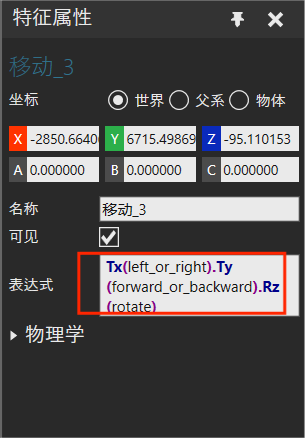 特征属性
移动_3
坐标 世界 父系 物体
X -2850.6640 Y 6715.49869 Z -95.110153
A 0.000000 B 0.000000 C 0.000000
名称 移动_3
可见
表达式 Tx(left_or_right).Ty
(forward_or_backward).Rz
(rotate)
物理学